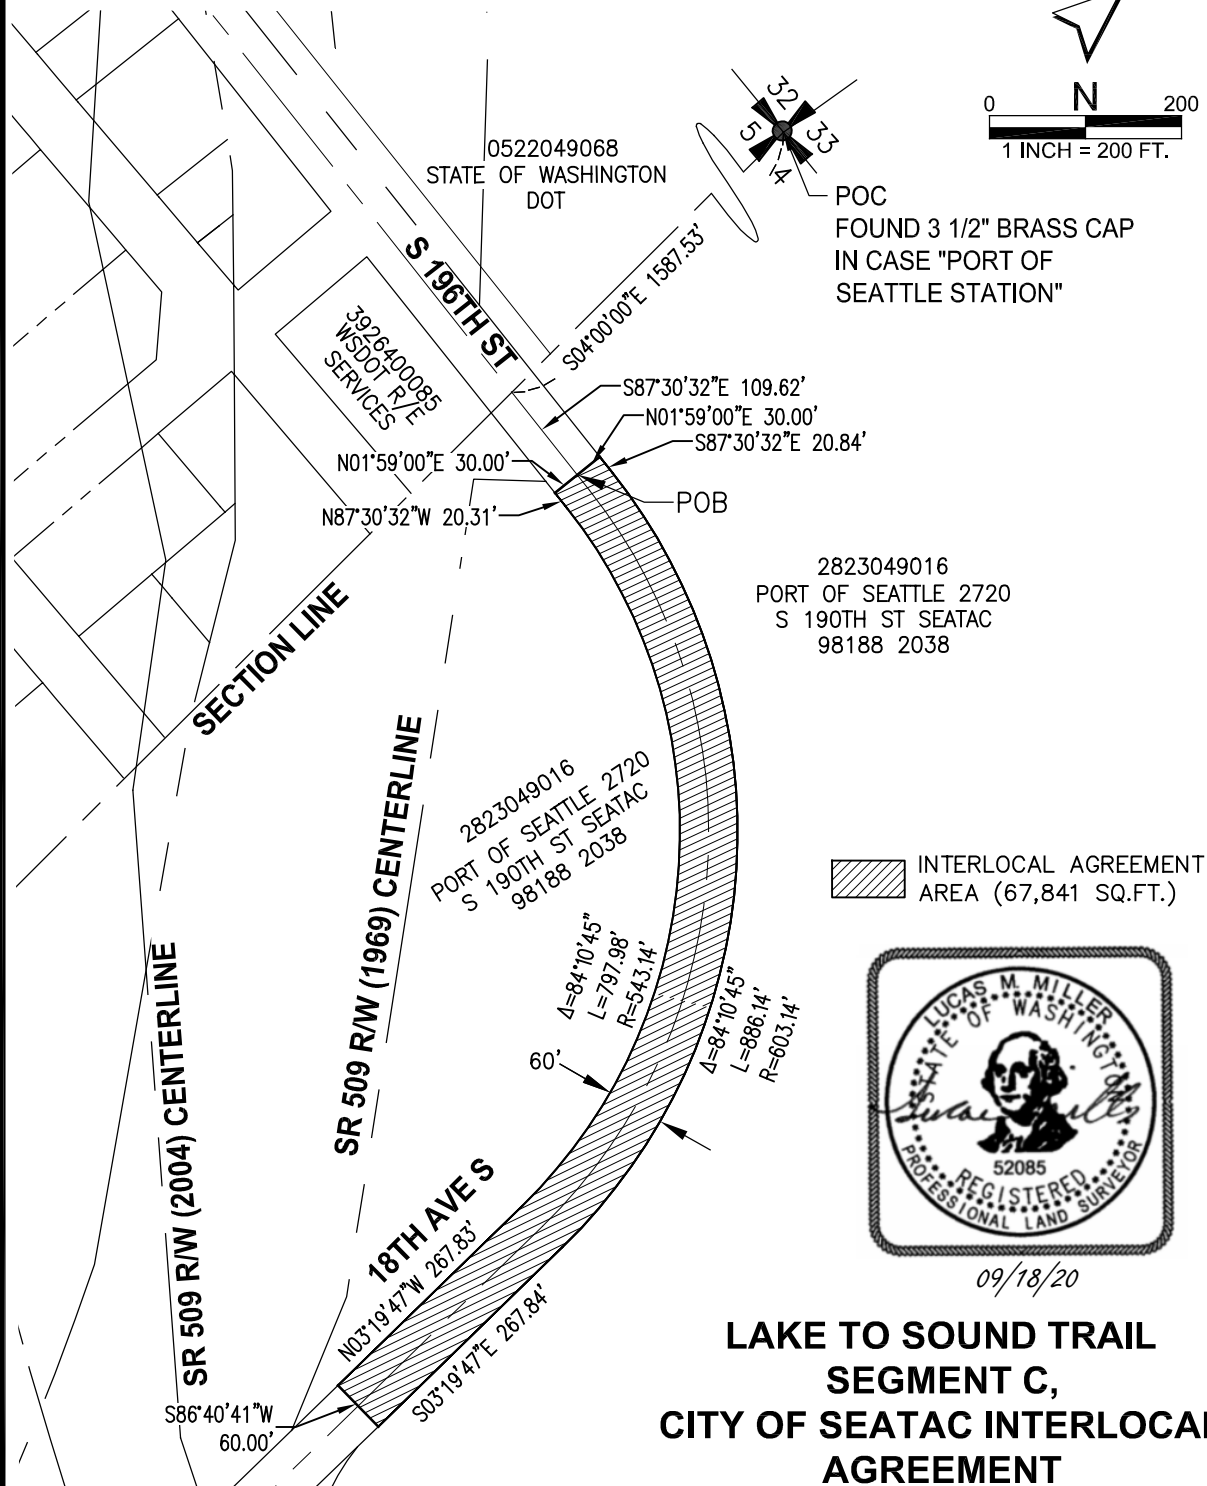 N
0 200
1 INCH = 200 FT.
32
33
5
4
0522049068
STATE OF WASHINGTON
DOT
POC
FOUND 3 1/2" BRASS CAP
IN CASE "PORT OF
SEATTLE STATION"
S 196TH ST
S04°00'00"E 1587.53'
3926400085
WSDOT R/E
SERVICES
S87°30'32"E 109.62'
N01°59'00"E 30.00'
S87°30'32"E 20.84'
N01°59'00"E 30.00'
POB
N87°30'32"W 20.31'
2823049016
PORT OF SEATTLE 2720
S 190TH ST SEATAC
98188 2038
SECTION LINE
SR 509 R/W (1969) CENTERLINE
2823049016
PORT OF SEATTLE 2720
S 190TH ST SEATAC
98188 2038
INTERLOCAL AGREEMENT
AREA (67,841 SQ.FT.)
Δ=84°10'45"
L=797.98'
R=543.14'
Δ=84°10'45"
L=886.14'
R=603.14'
60'
SR 509 R/W (2004) CENTERLINE
18TH AVE S
N03°19'47"W 267.83'
S03°19'47"E 267.84'
S86°40'41"W
60.00'
LUCAS M. MILLER
STATE OF WASHINGTON
52085
REGISTERED
PROFESSIONAL LAND SURVEYOR
09/18/20
LAKE TO SOUND TRAIL
SEGMENT C,
CITY OF SEATAC INTERLOCAL
AGREEMENT